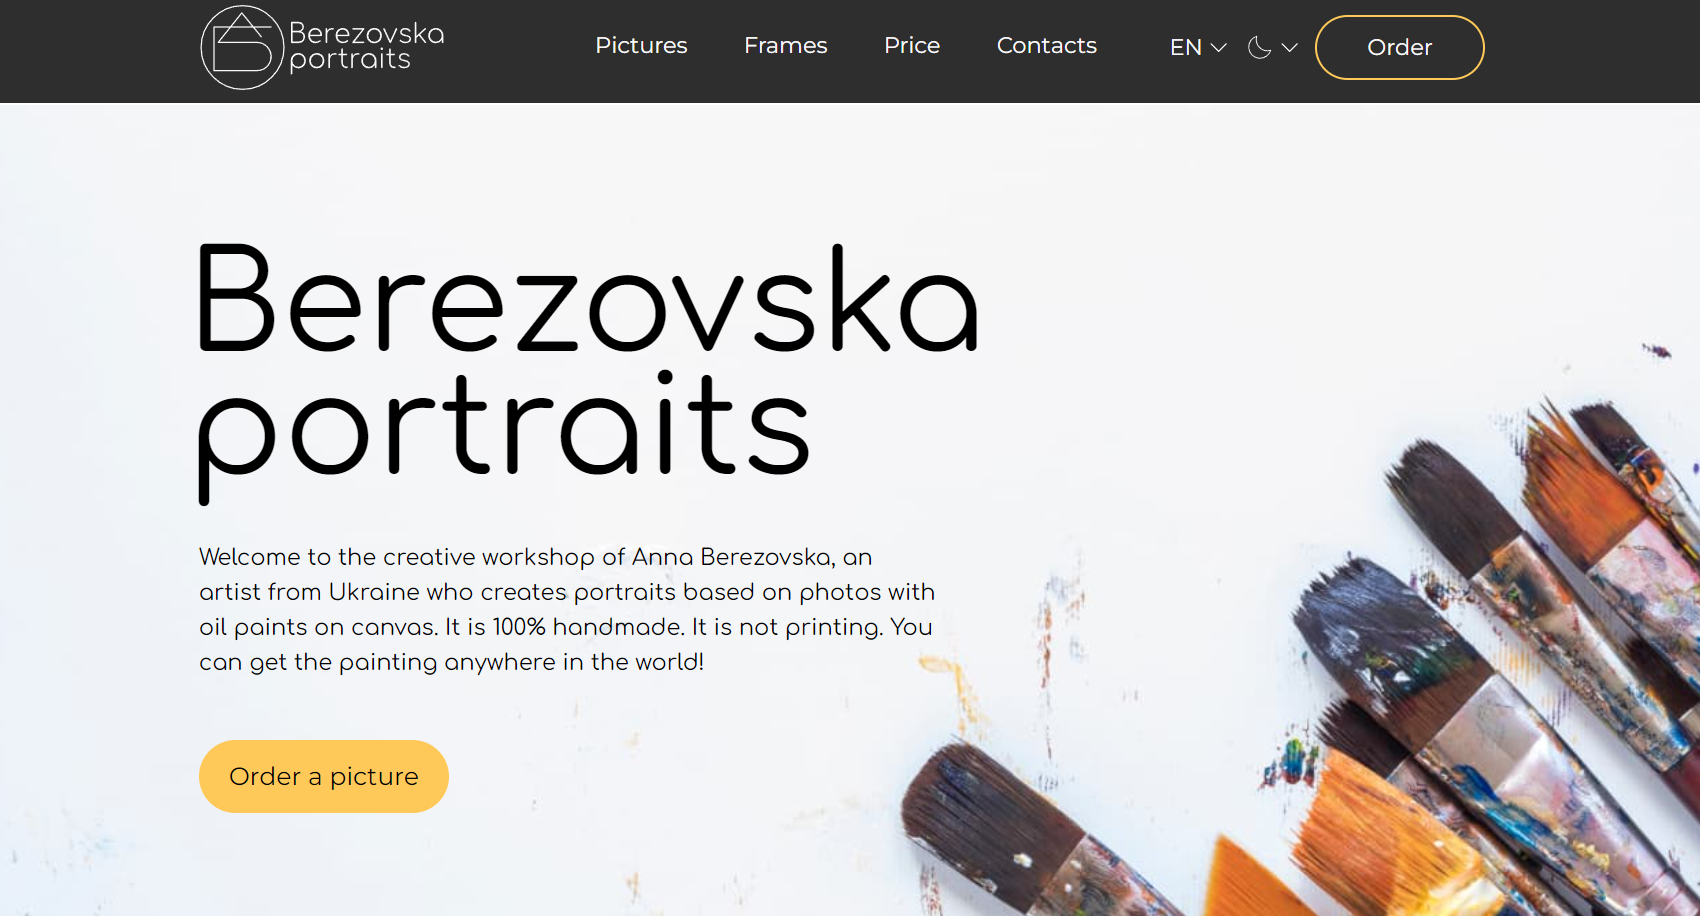 Berezovska
portraits
Pictures
Frames
Price
Contacts
EN
Order
Berezovska
portraits
Welcome to the creative workshop of Anna Berezovska, an
artist from Ukraine who creates portraits based on photos with
oil paints on canvas. It is 100% handmade. It is not printing. You
can get the painting anywhere in the world!
Order a picture